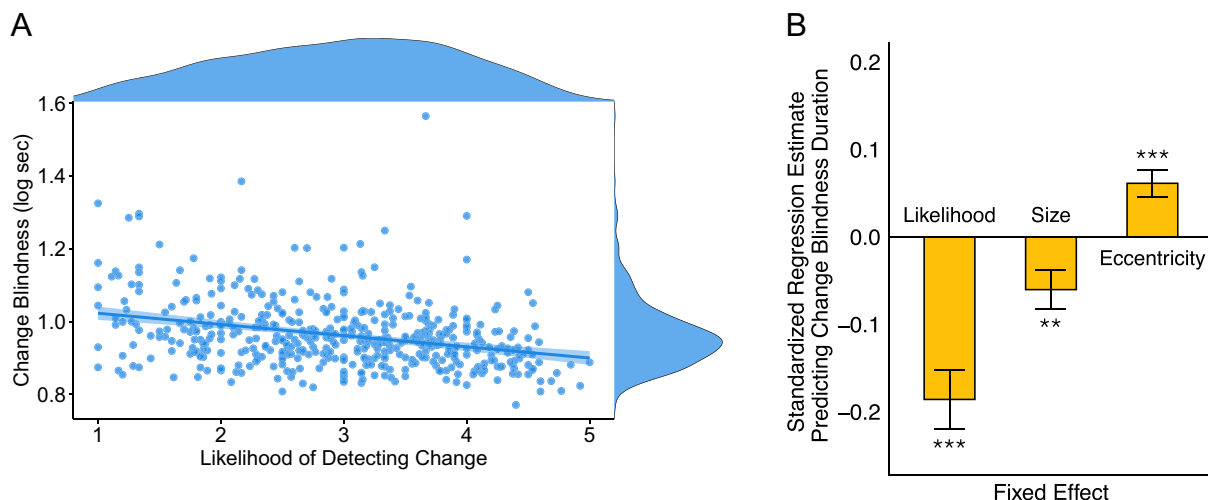 A
Change Blindness (log sec)
1.6
1.4
1.2
1.0
0.8
1
2
3
4
5
Likelihood of Detecting Change
B
Standardized Regression Estimate
Predicting Change Blindness Duration
0.2
0.1
0.0
−0.1
−0.2
Likelihood
Size
***
Eccentricity
**
***
Fixed Effect